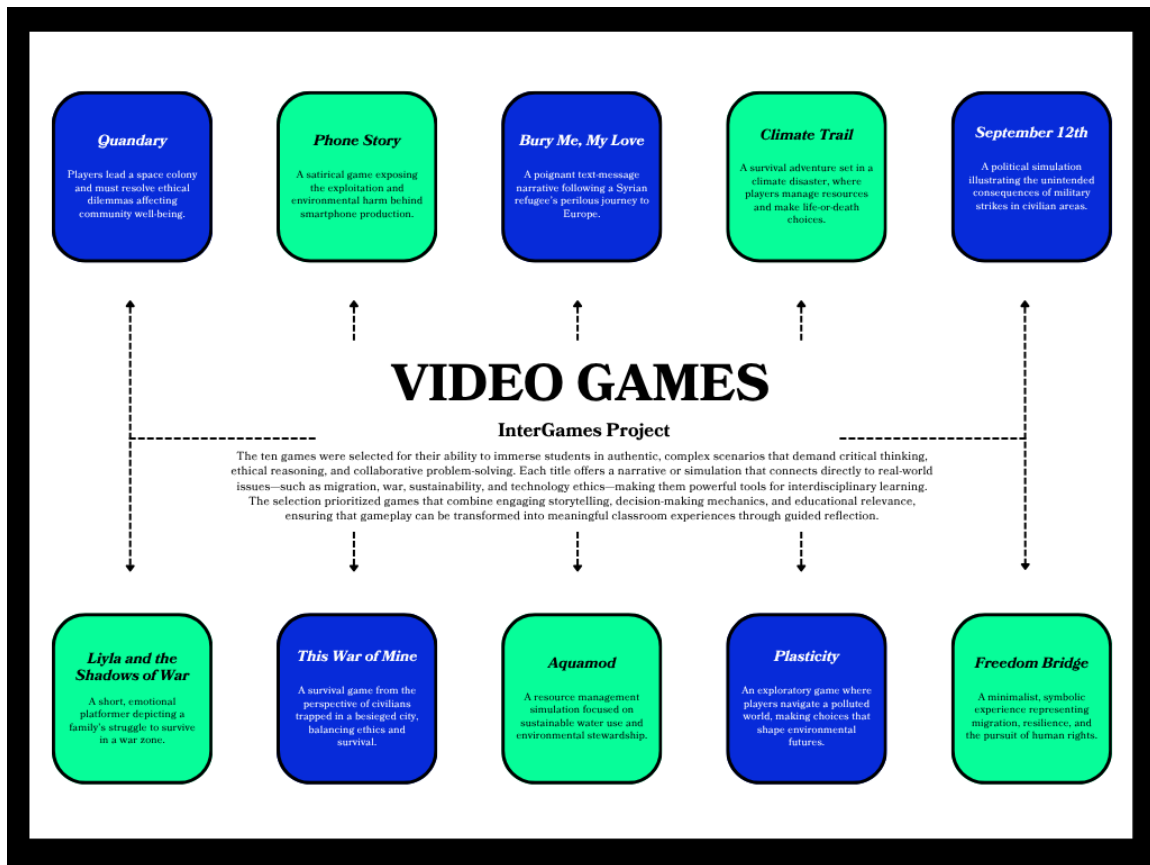 Quandary
Players lead a space colony
and must resolve ethical
dilemmas affecting
community well-being.
Phone Story
A satirical game exposing
the exploitation and
environmental harm behind
smartphone production.
Bury Me, My Love
A poignant text-message
narrative following a Syrian
refugee's perilous journey to
Europe.
Climate Trail
A survival adventure set in a
climate disaster, where
players manage resources
and make life-or-death
choices.
September 12th
A political simulation
illustrating the unintended
consequences of military
strikes in civilian areas.
VIDEO GAMES
InterGames Project
The ten games were selected for their ability to immerse students in authentic, complex scenarios that demand critical thinking,
ethical reasoning, and collaborative problem-solving. Each title offers a narrative or simulation that connects directly to real-world
issues—such as migration, war, sustainability, and technology ethics—making them powerful tools for interdisciplinary learning.
The selection prioritized games that combine engaging storytelling, decision-making mechanics, and educational relevance,
ensuring that gameplay can be transformed into meaningful classroom experiences through guided reflection.
Liyla and the
Shadows of War
A short, emotional
platformer depicting a
family's struggle to survive
in a war zone.
This War of Mine
A survival game from the
perspective of civilians
trapped in a besieged city,
balancing ethics and
survival.
Aquamod
A resource management
simulation focused on
sustainable water use and
environmental stewardship.
Plasticity
An exploratory game where
players navigate a polluted
world, making choices that
shape environmental
futures.
Freedom Bridge
A minimalist, symbolic
experience representing
migration, resilience, and
the pursuit of human rights.